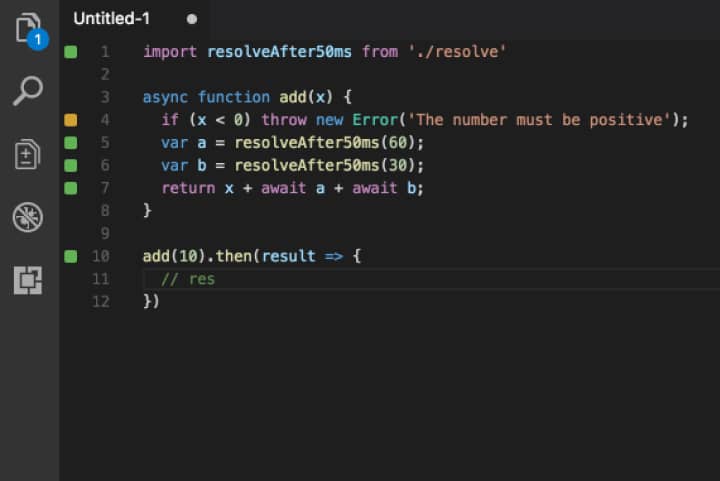 Untitled-1
1
1 import resolveAfter50ms from './resolve'
2
3 async function add(x) {
4 if (x < 0) throw new Error('The number must be positive');
5 var a = resolveAfter50ms(60);
6 var b = resolveAfter50ms(30);
7 return x + await a + await b;
8 }
9
10 add(10).then(result => {
11 // res
12 })